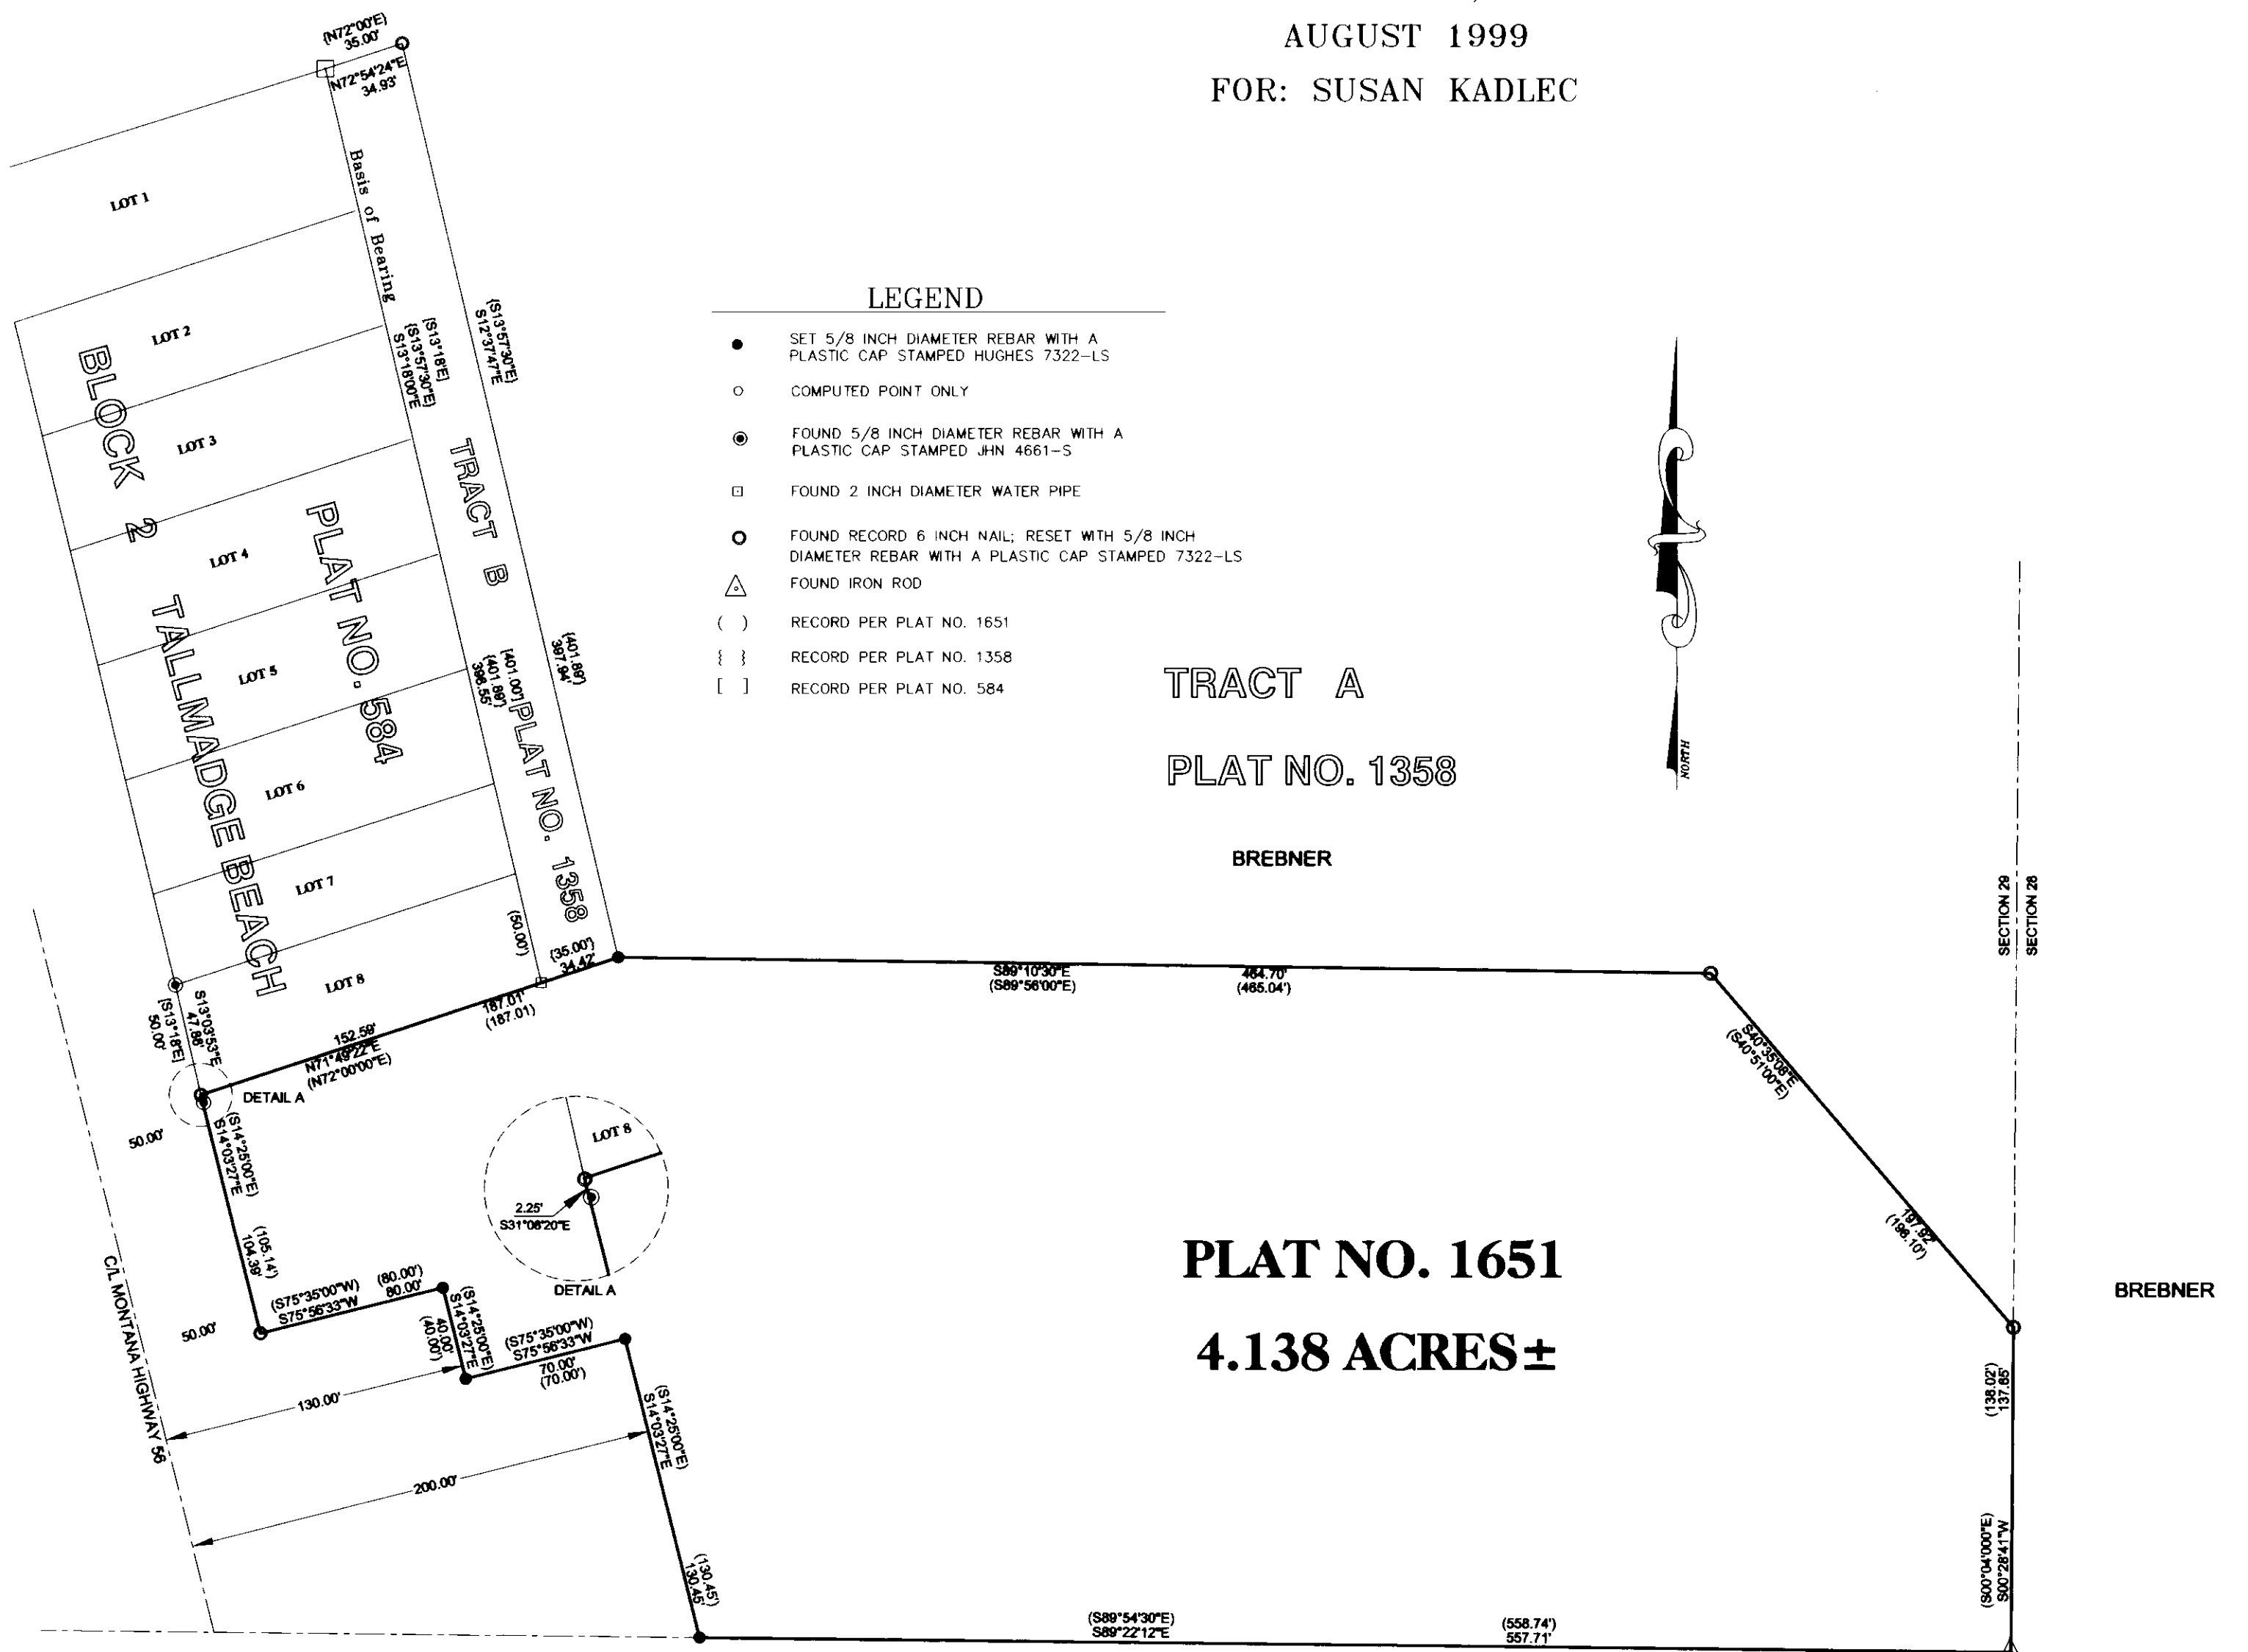 AUGUST 1999
FOR: SUSAN KADLEC
{N72°00'E}
35.00'
N72°54'24"E
34.93'
Basis of Bearing
LOT 1
LOT 2
LOT 3
LOT 4
LOT 5
LOT 6
LOT 7
LOT 8
BLOCK 2
TALLMADGE BEACH
PLAT NO. 584
[S13°18'E]
{S13°57'30"E}
S13°18'00"E
{S13°57'30"E}
S12°37'47"E
TRACT B
PLAT NO. 1358
[401.00']
{401.89'}
398.55'
{401.89'}
397.94'
LEGEND
SET 5/8 INCH DIAMETER REBAR WITH A
PLASTIC CAP STAMPED HUGHES 7322-LS
COMPUTED POINT ONLY
FOUND 5/8 INCH DIAMETER REBAR WITH A
PLASTIC CAP STAMPED JHN 4661-S
FOUND 2 INCH DIAMETER WATER PIPE
FOUND RECORD 6 INCH NAIL; RESET WITH 5/8 INCH
DIAMETER REBAR WITH A PLASTIC CAP STAMPED 7322-LS
FOUND IRON ROD
( ) RECORD PER PLAT NO. 1651
{ } RECORD PER PLAT NO. 1358
[ ] RECORD PER PLAT NO. 584
NORTH
TRACT A
PLAT NO. 1358
BREBNER
SECTION 29
SECTION 28
(50.00')
{35.00'}
34.42'
187.01'
(187.01)
152.59'
N71°49'22"E
(N72°00'00"E)
S13°03'53"E
47.88'
[S13°18'E]
50.00'
DETAIL A
S89°10'30"E
(S89°56'00"E)
464.70'
(465.04')
S40°35'08"E
(S40°51'00"E)
197.92'
(198.10')
50.00'
(S14°25'00"E)
S14°03'27"E
(105.14')
104.39'
LOT 8
2.25'
S31°08'20"E
DETAIL A
50.00'
(S75°35'00"W)
S75°56'33"W
(80.00')
80.00'
(S14°25'00"E)
S14°03'27"E
40.00'
(40.00')
(S75°35'00"W)
S75°56'33"W
70.00'
(70.00')
130.00'
200.00'
C/L MONTANA HIGHWAY 56
(S14°25'00"E)
S14°03'27"E
(130.45')
130.45'
PLAT NO. 1651
4.138 ACRES±
BREBNER
(138.02')
137.65'
(S00°04'000"E)
S00°28'41"W
(S89°54'30"E)
S89°22'12"E
(558.74')
557.71'